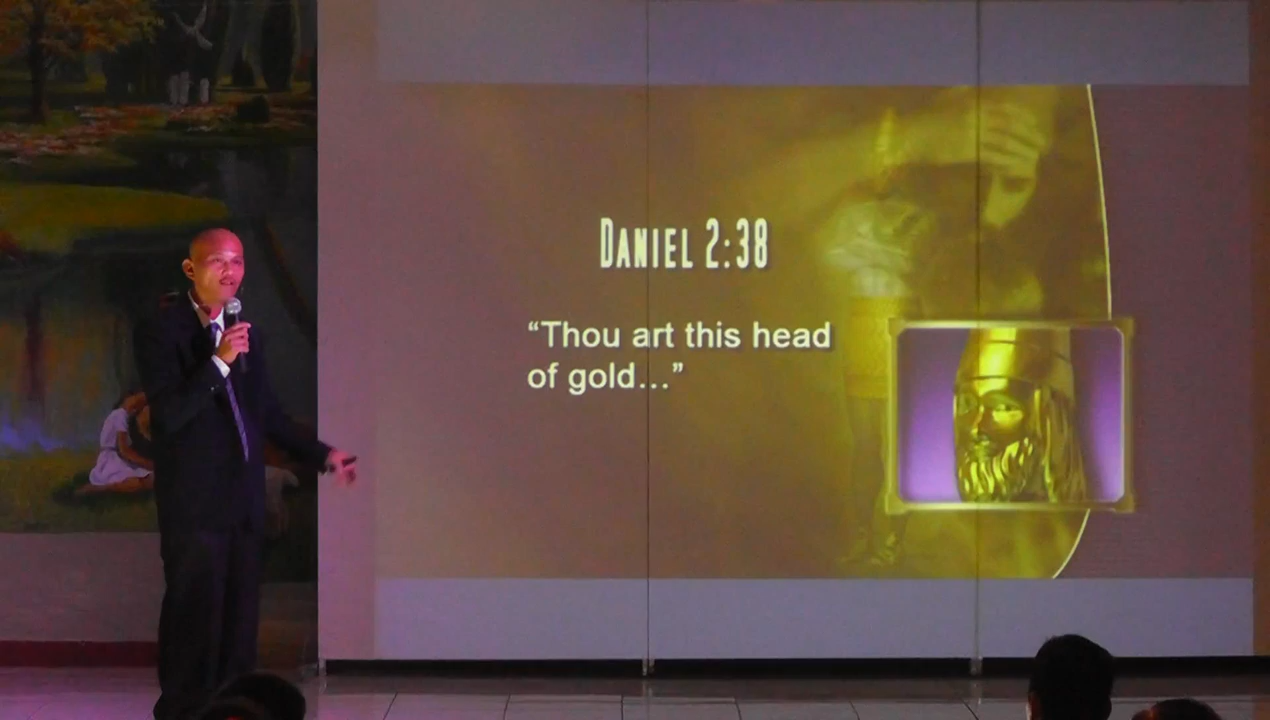 DANIEL 2:38
“Thou art this head
of gold...”